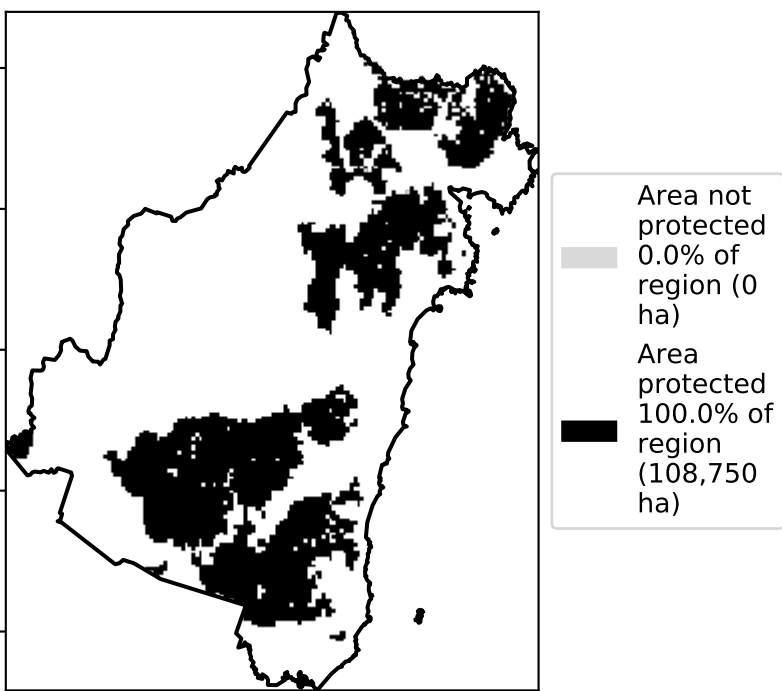 Area not
protected
0.0% of
region (0
ha)
Area
protected
100.0% of
region
(108,750
ha)